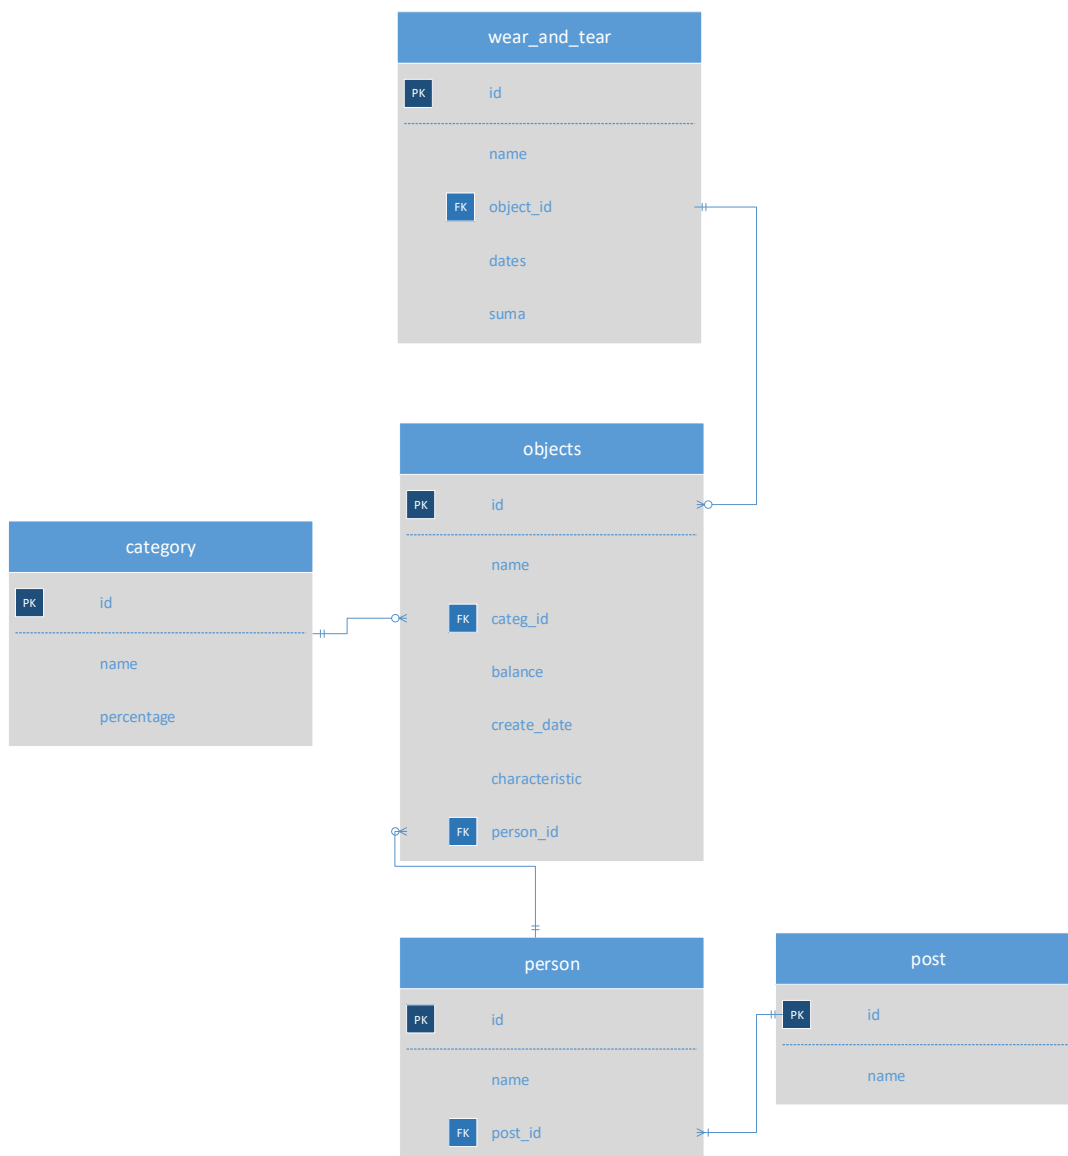 wear_and_tear
PK id
name
FK object_id
dates
suma
objects
PK id
name
FK categ_id
balance
create_date
characteristic
FK person_id
category
PK id
name
percentage
person
PK id
name
FK post_id
post
PK id
name